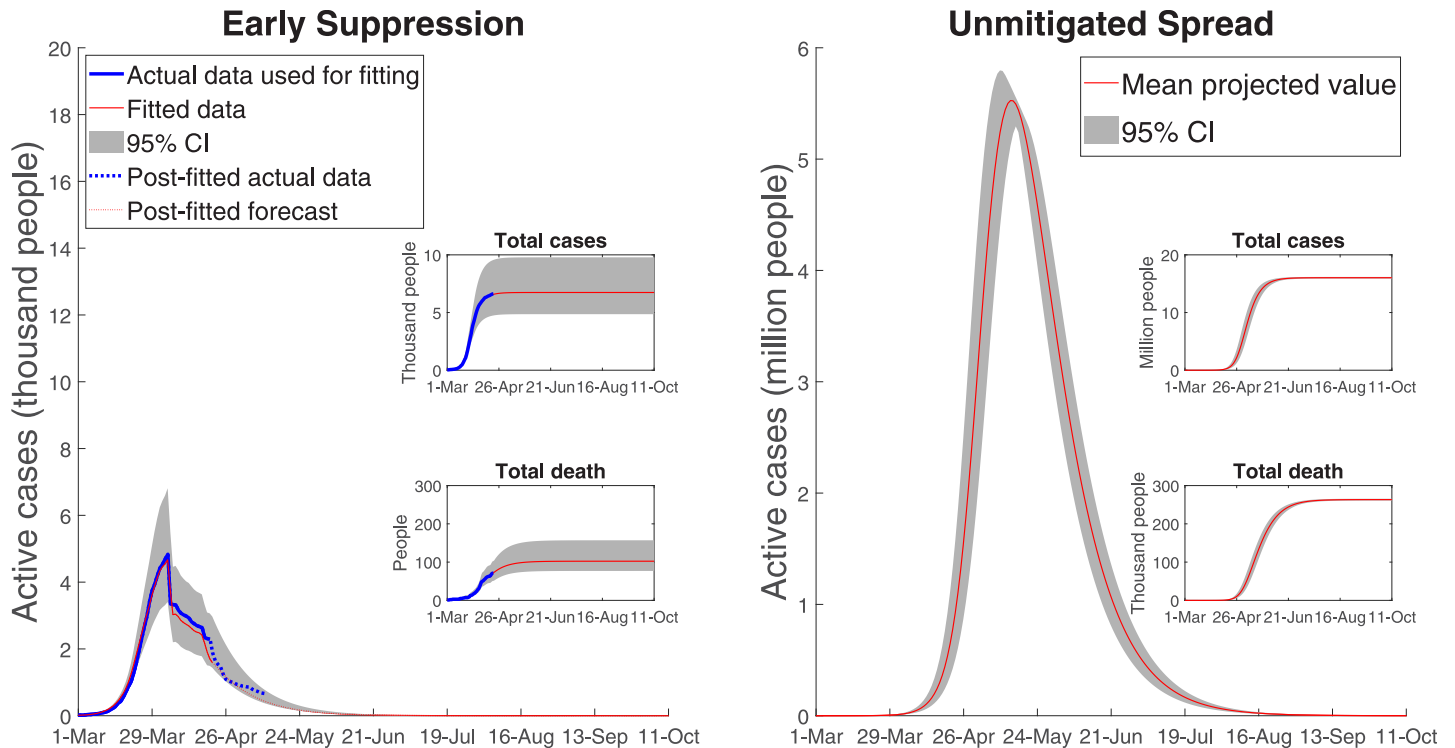 Early Suppression
Active cases (thousand people)
20
18
16
14
12
10
8
6
4
2
0
Actual data used for fitting
Fitted data
95% CI
Post-fitted actual data
Post-fitted forecast
Total cases
Thousand people
10
5
0
1-Mar 26-Apr 21-Jun 16-Aug 11-Oct
Total death
People
300
200
100
0
1-Mar 26-Apr 21-Jun 16-Aug 11-Oct
1-Mar 29-Mar 26-Apr 24-May 21-Jun 19-Jul 16-Aug 13-Sep 11-Oct
Unmitigated Spread
Active cases (million people)
6
5
4
3
2
1
0
Mean projected value
95% CI
Total cases
Million people
20
10
0
1-Mar 26-Apr 21-Jun 16-Aug 11-Oct
Total death
Thousand people
300
200
100
0
1-Mar 26-Apr 21-Jun 16-Aug 11-Oct
1-Mar 29-Mar 26-Apr 24-May 21-Jun 19-Jul 16-Aug 13-Sep 11-Oct